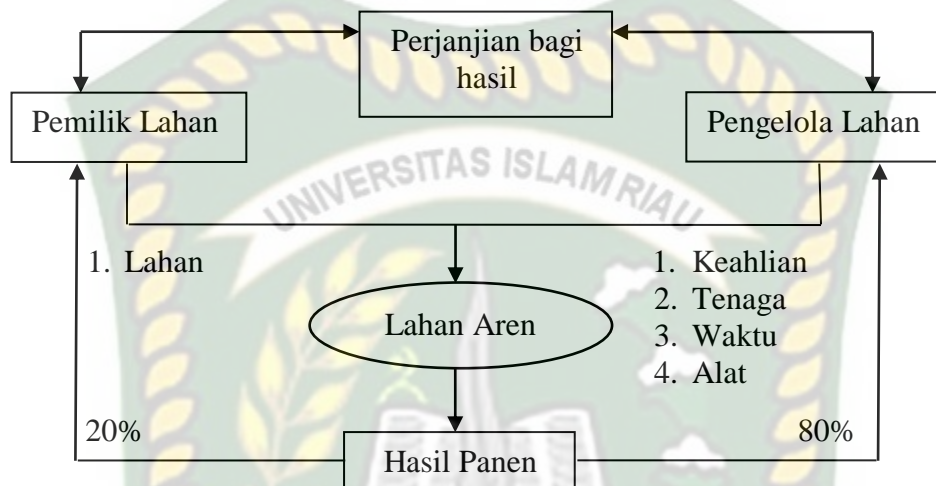 Perjanjian bagi
hasil
Pemilik Lahan
Pengelola Lahan
UNIVERSITAS ISLAM RIAU
1. Lahan
1. Keahlian
2. Tenaga
3. Waktu
4. Alat
Lahan Aren
20%
80%
Hasil Panen